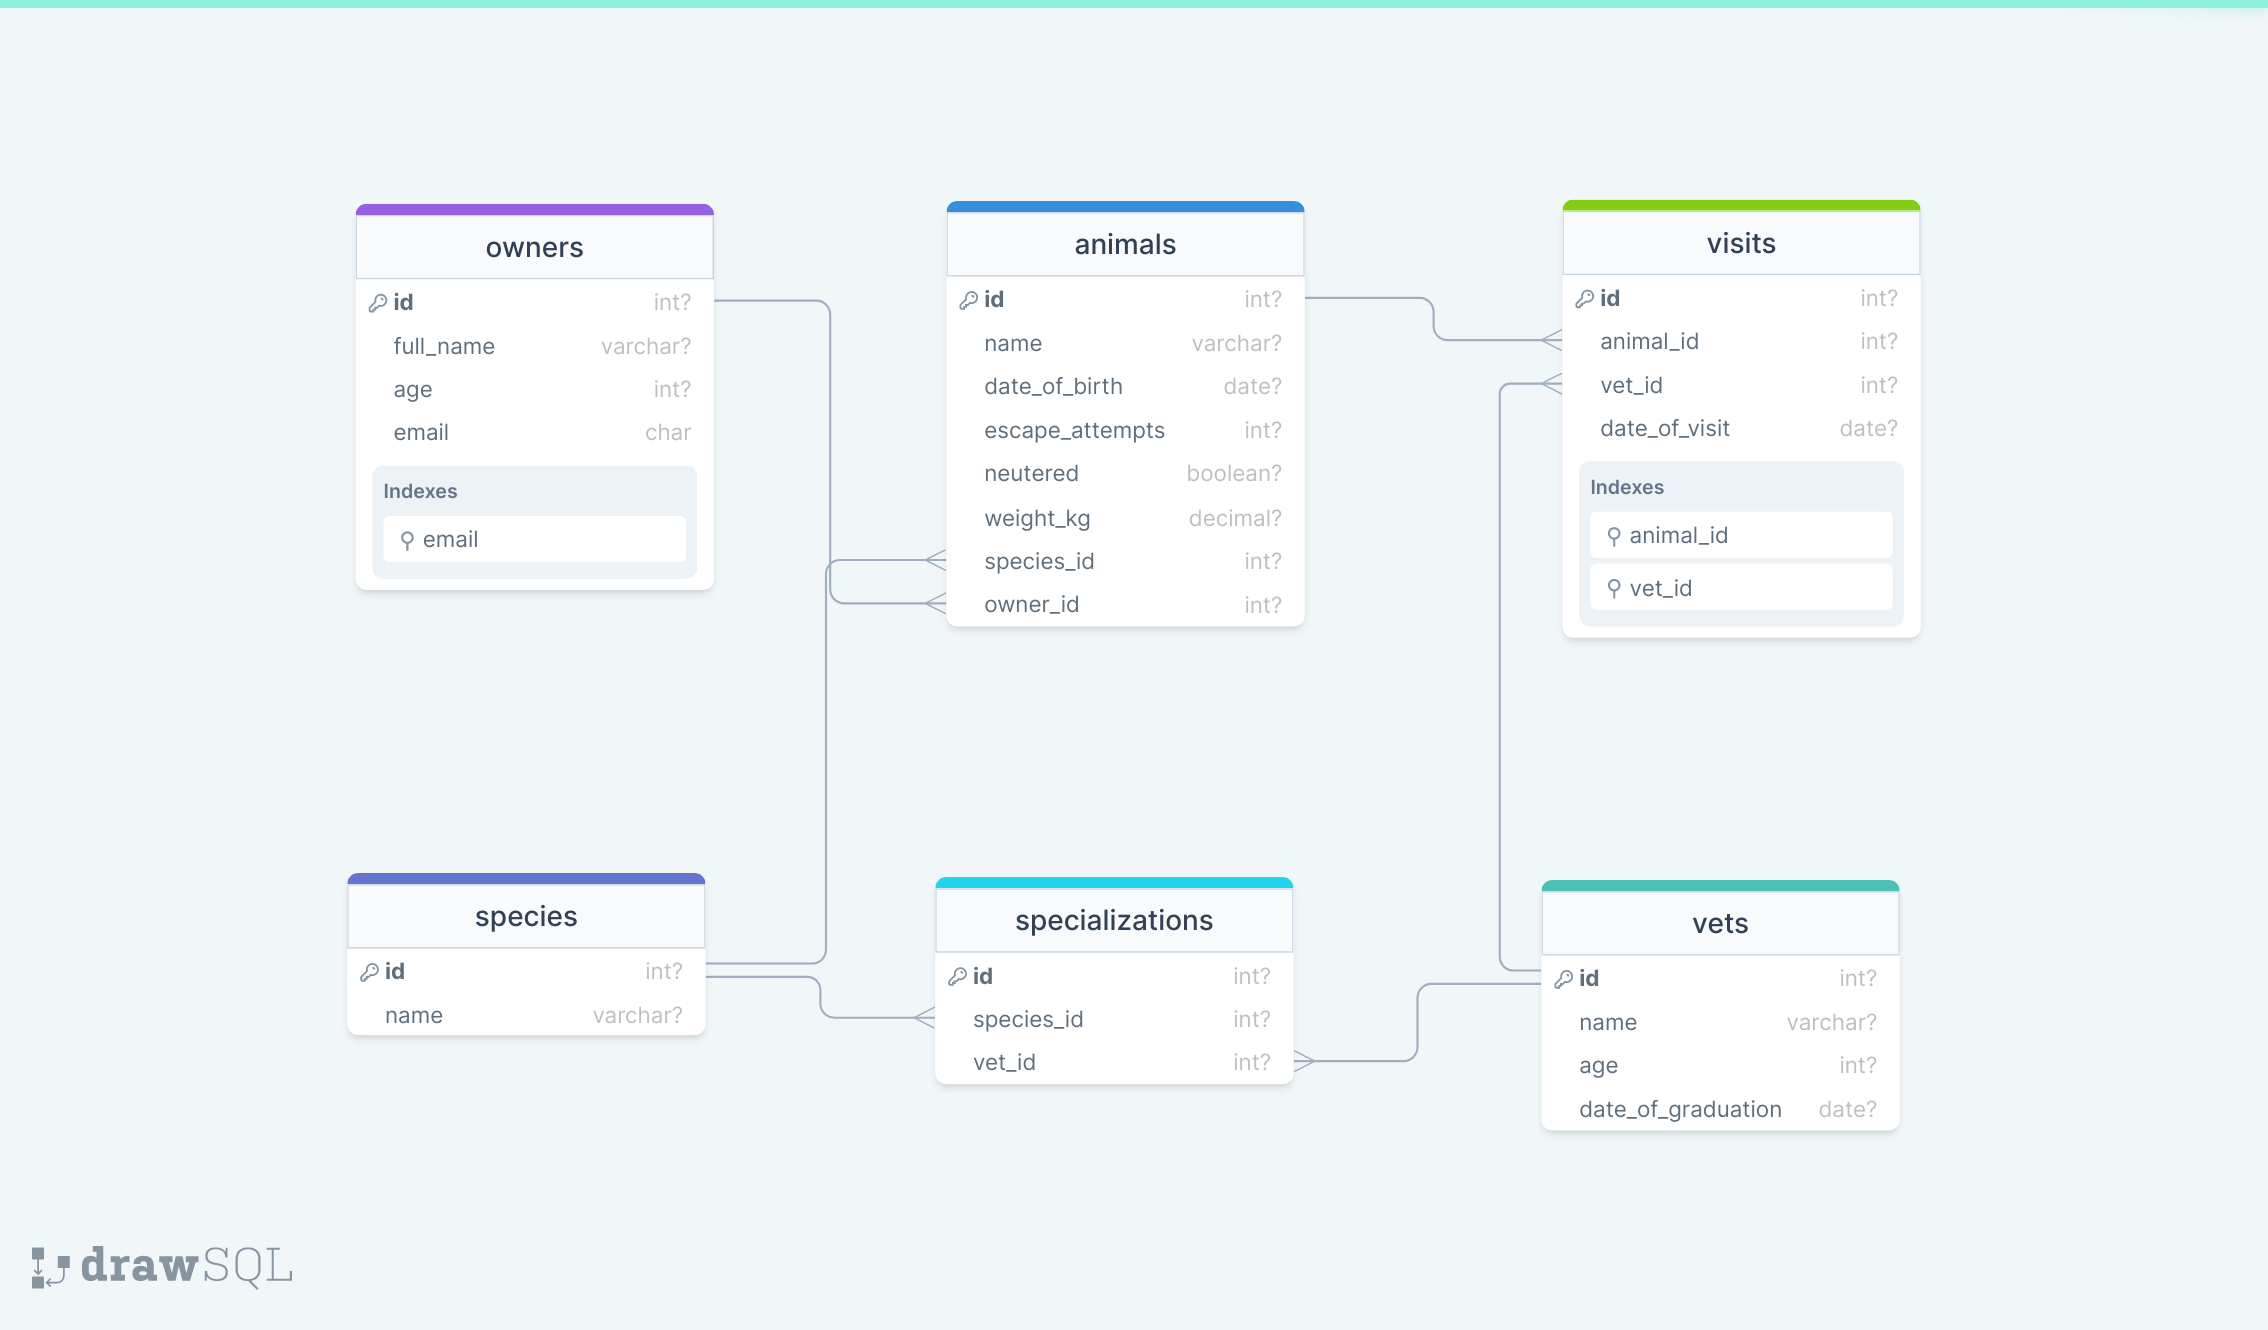 owners
id int?
full_name varchar?
age int?
email char
Indexes
email
animals
id int?
name varchar?
date_of_birth date?
escape_attempts int?
neutered boolean?
weight_kg decimal?
species_id int?
owner_id int?
visits
id int?
animal_id int?
vet_id int?
date_of_visit date?
Indexes
animal_id
vet_id
species
id int?
name varchar?
specializations
id int?
species_id int?
vet_id int?
vets
id int?
name varchar?
age int?
date_of_graduation date?
drawSQL